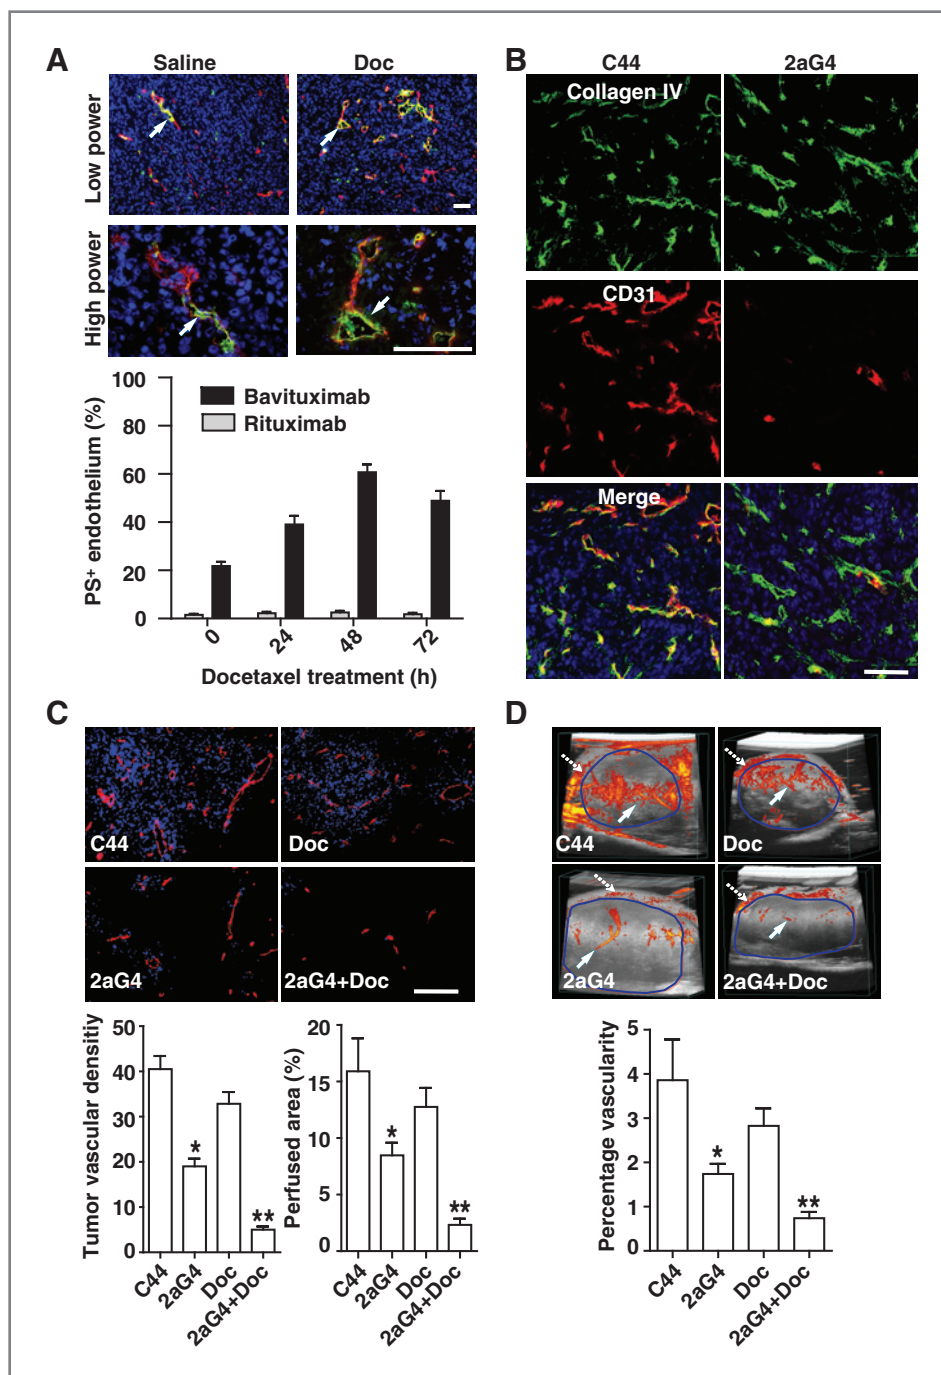 A
Saline
Doc
Low power
High power
100
80
60
40
20
0
PS+ endothelium (%)
Bavituximab
Rituximab
0
24
48
72
Docetaxel treatment (h)
B
C44
2aG4
Collagen IV
CD31
Merge
C
C44
Doc
2aG4
2aG4+Doc
50
40
30
20
10
0
Tumor vascular densitiy
*
**
C44
2aG4
Doc
2aG4+Doc
20
15
10
5
0
Perfused area (%)
*
**
C44
2aG4
Doc
2aG4+Doc
D
C44
Doc
2aG4
2aG4+Doc
5
4
3
2
1
0
Percentage vascularity
*
**
C44
2aG4
Doc
2aG4+Doc